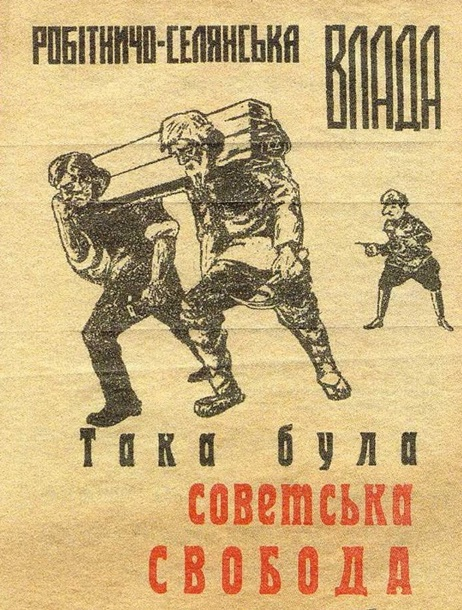 РОБІТНИЧО-СЕЛЯНСЬКА ВЛАДА
Така була
советська
СВОБОДА